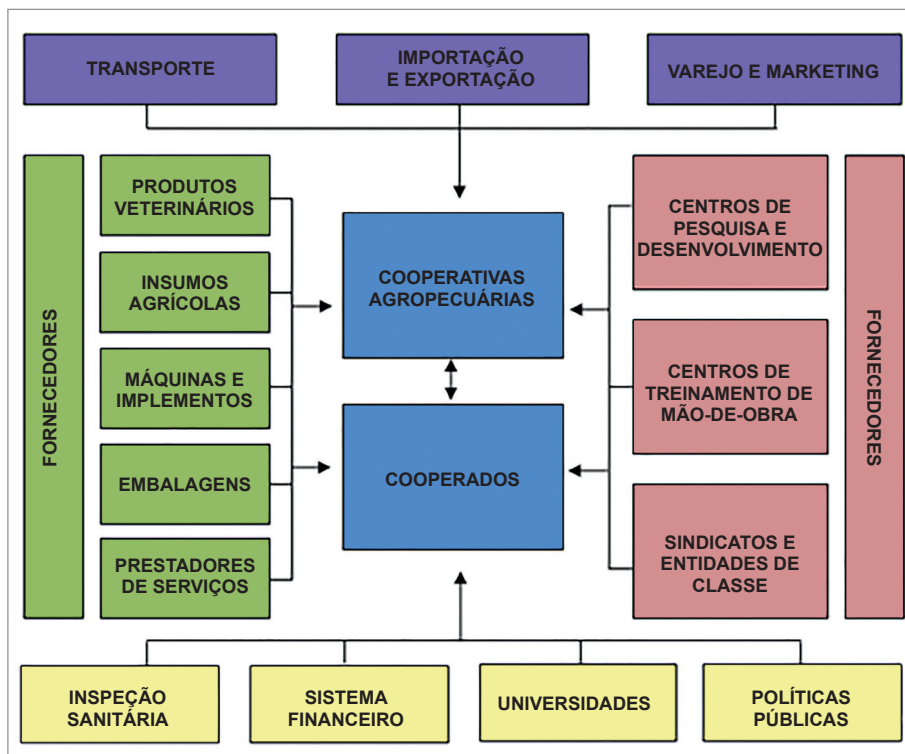 TRANSPORTE
IMPORTAÇÃO
E EXPORTAÇÃO
VAREJO E MARKETING
FORNECEDORES
PRODUTOS
VETERINÁRIOS
INSUMOS
AGRÍCOLAS
MÁQUINAS E
IMPLEMENTOS
EMBALAGENS
PRESTADORES
DE SERVIÇOS
COOPERATIVAS
AGROPECUÁRIAS
COOPERADOS
CENTROS DE
PESQUISA E
DESENVOLVIMENTO
CENTROS DE
TREINAMENTO DE
MÃO-DE-OBRA
SINDICATOS E
ENTIDADES DE
CLASSE
FORNECEDORES
INSPEÇÃO
SANITÁRIA
SISTEMA
FINANCEIRO
UNIVERSIDADES
POLÍTICAS
PÚBLICAS